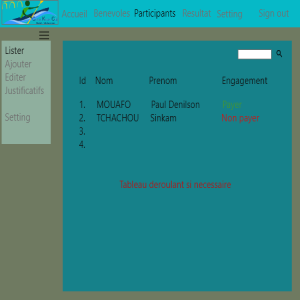 Accueil Benevoles Participants Resultat Setting Sign out
Lister
Ajouter
Editer
Justificatifs
Setting
Id Nom Prenom Engagement
1. MOUAFO Paul Denilson Payer
2. TCHACHOU Sinkam Non payer
3.
4.
Tableau deroulant si necessaire